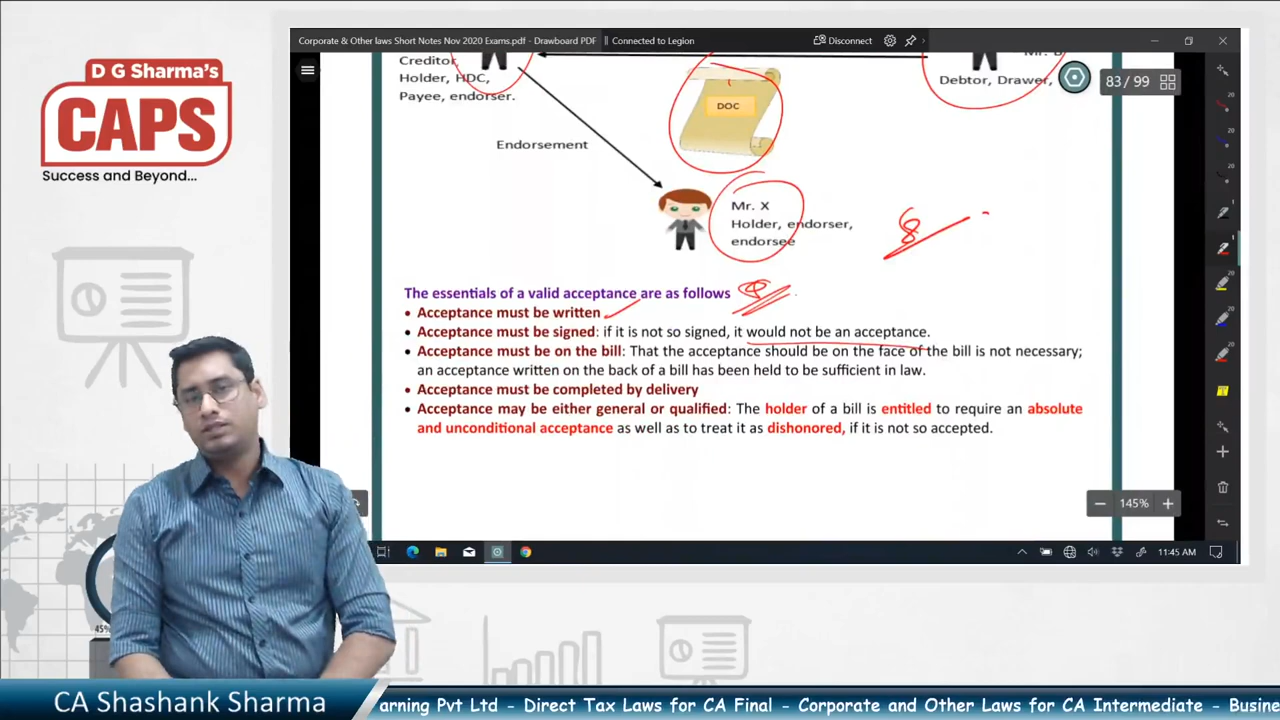 D G Sharma's
CAPS
Success and Beyond...
Corporate & Other laws Short Notes Nov 2020 Exams.pdf - Drawboard PDF
Connected to Legion
Disconnect
83 / 99
Creditor
Holder, HDC,
Payee, endorser.
Debtor, Drawer,
DOC
Endorsement
Mr. X
Holder, endorser,
endorsee
8
The essentials of a valid acceptance are as follows
• Acceptance must be written
• Acceptance must be signed: if it is not so signed, it would not be an acceptance.
• Acceptance must be on the bill: That the acceptance should be on the face of the bill is not necessary;
an acceptance written on the back of a bill has been held to be sufficient in law.
• Acceptance must be completed by delivery
• Acceptance may be either general or qualified: The holder of a bill is entitled to require an absolute
and unconditional acceptance as well as to treat it as dishonored, if it is not so accepted.
145%
11:45 AM
45%
CA Shashank Sharma
arning Pvt Ltd - Direct Tax Laws for CA Final - Corporate and Other Laws for CA Intermediate - Busine